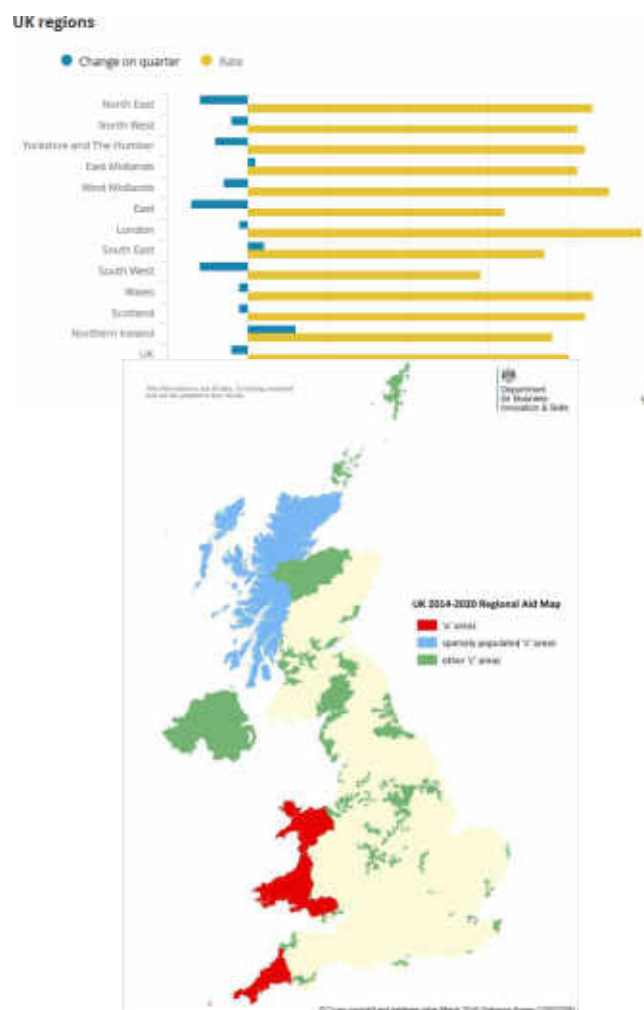 UK regions
Change on quarter
Rate
North East
North West
Yorkshire and The Humber
East Midlands
West Midlands
East
London
South East
South West
Wales
Scotland
Northern Ireland
UK
Department
for Business
Innovation & Skills
UK 2014-2020 Regional Aid Map
'a' areas
sparsely populated 'c' areas
other 'c' areas